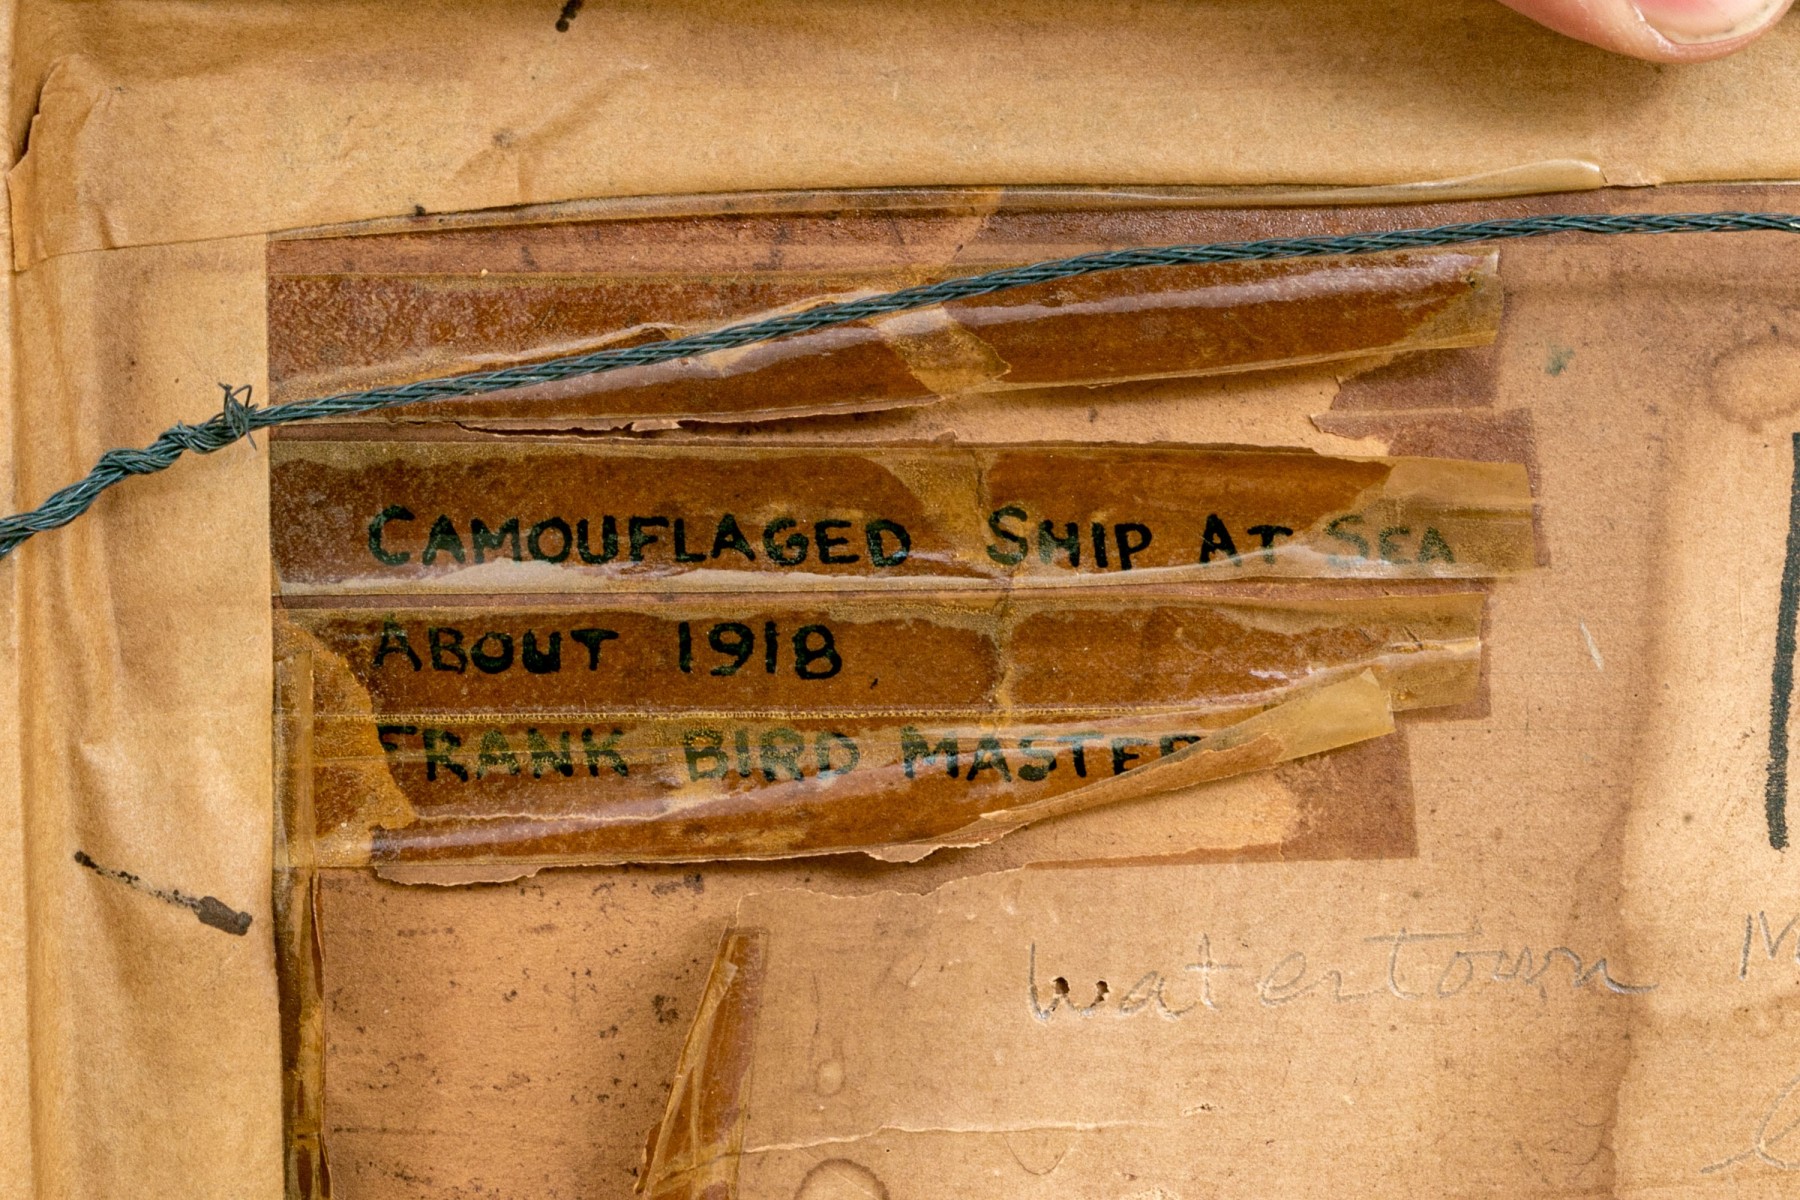 Camouflaged Ship At Sea
About 1918
Frank Bird Master
Watertown